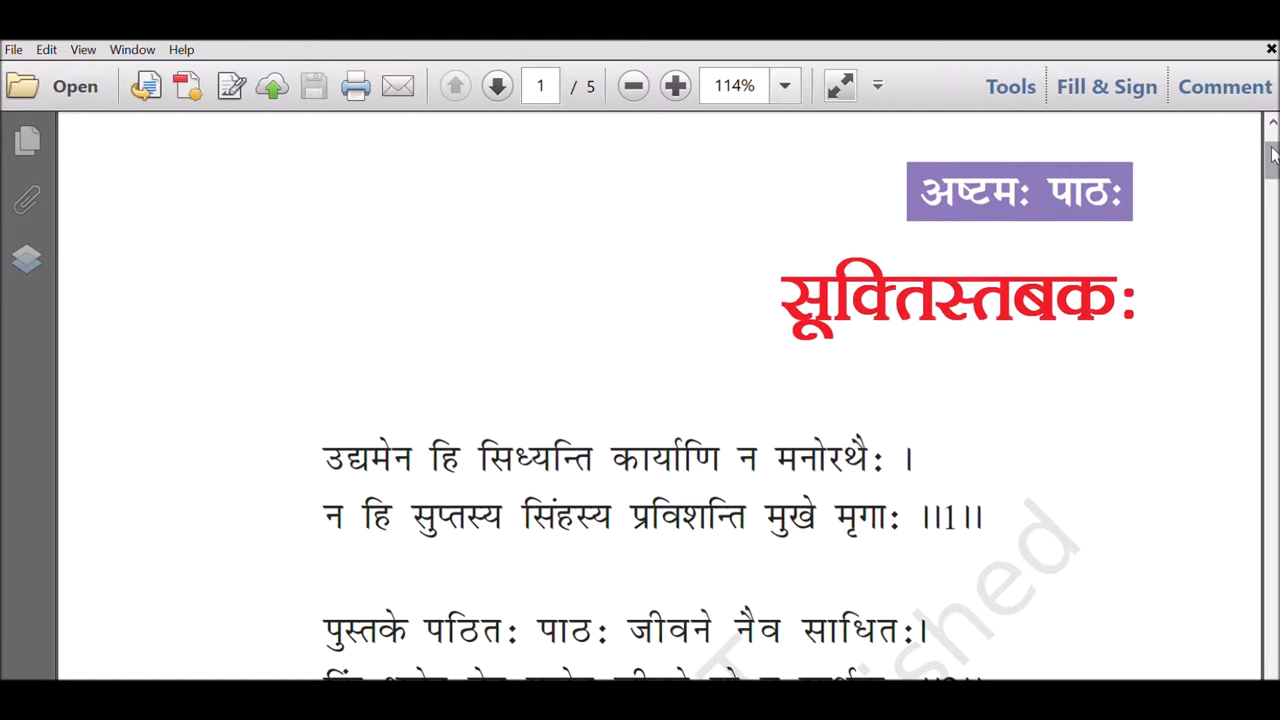 File Edit View Window Help
Open 1 / 5 114% Tools Fill & Sign Comment
अष्टमः पाठः
सूक्तिस्तबकः
उद्यमेन हि सिध्यन्ति कार्याणि न मनोरथैः ।
न हि सुप्तस्य सिंहस्य प्रविशन्ति मुखे मृगाः ।।1।।
पुस्तके पठितः पाठः जीवने नैव साधितः।